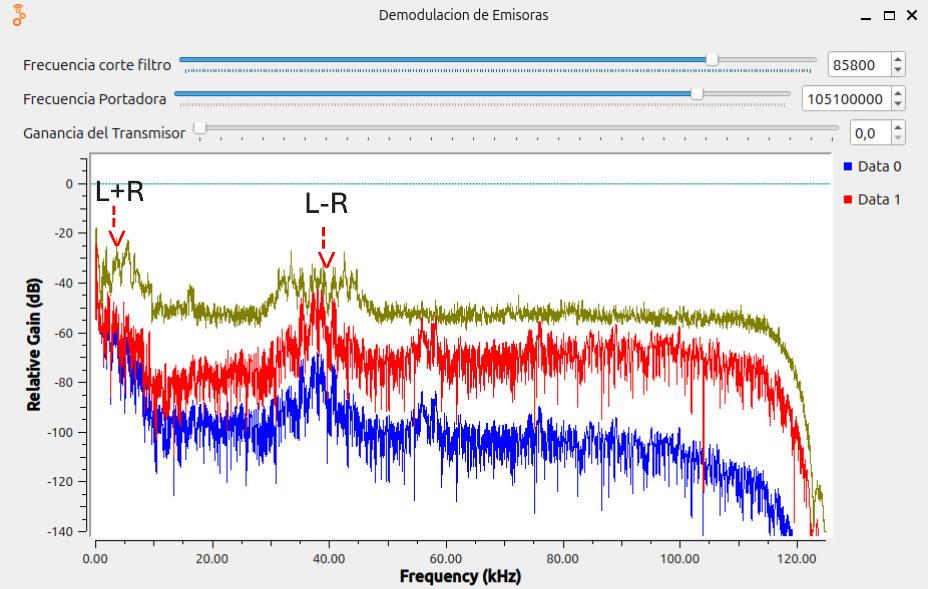 Demodulacion de Emisoras
Frecuencia corte filtro 85800
Frecuencia Portadora 105100000
Ganancia del Transmisor 0,0
L+R
L-R
Data 0
Data 1
Relative Gain (dB)
0
-20
-40
-60
-80
-100
-120
-140
0.00 20.00 40.00 60.00 80.00 100.00 120.00
Frequency (kHz)